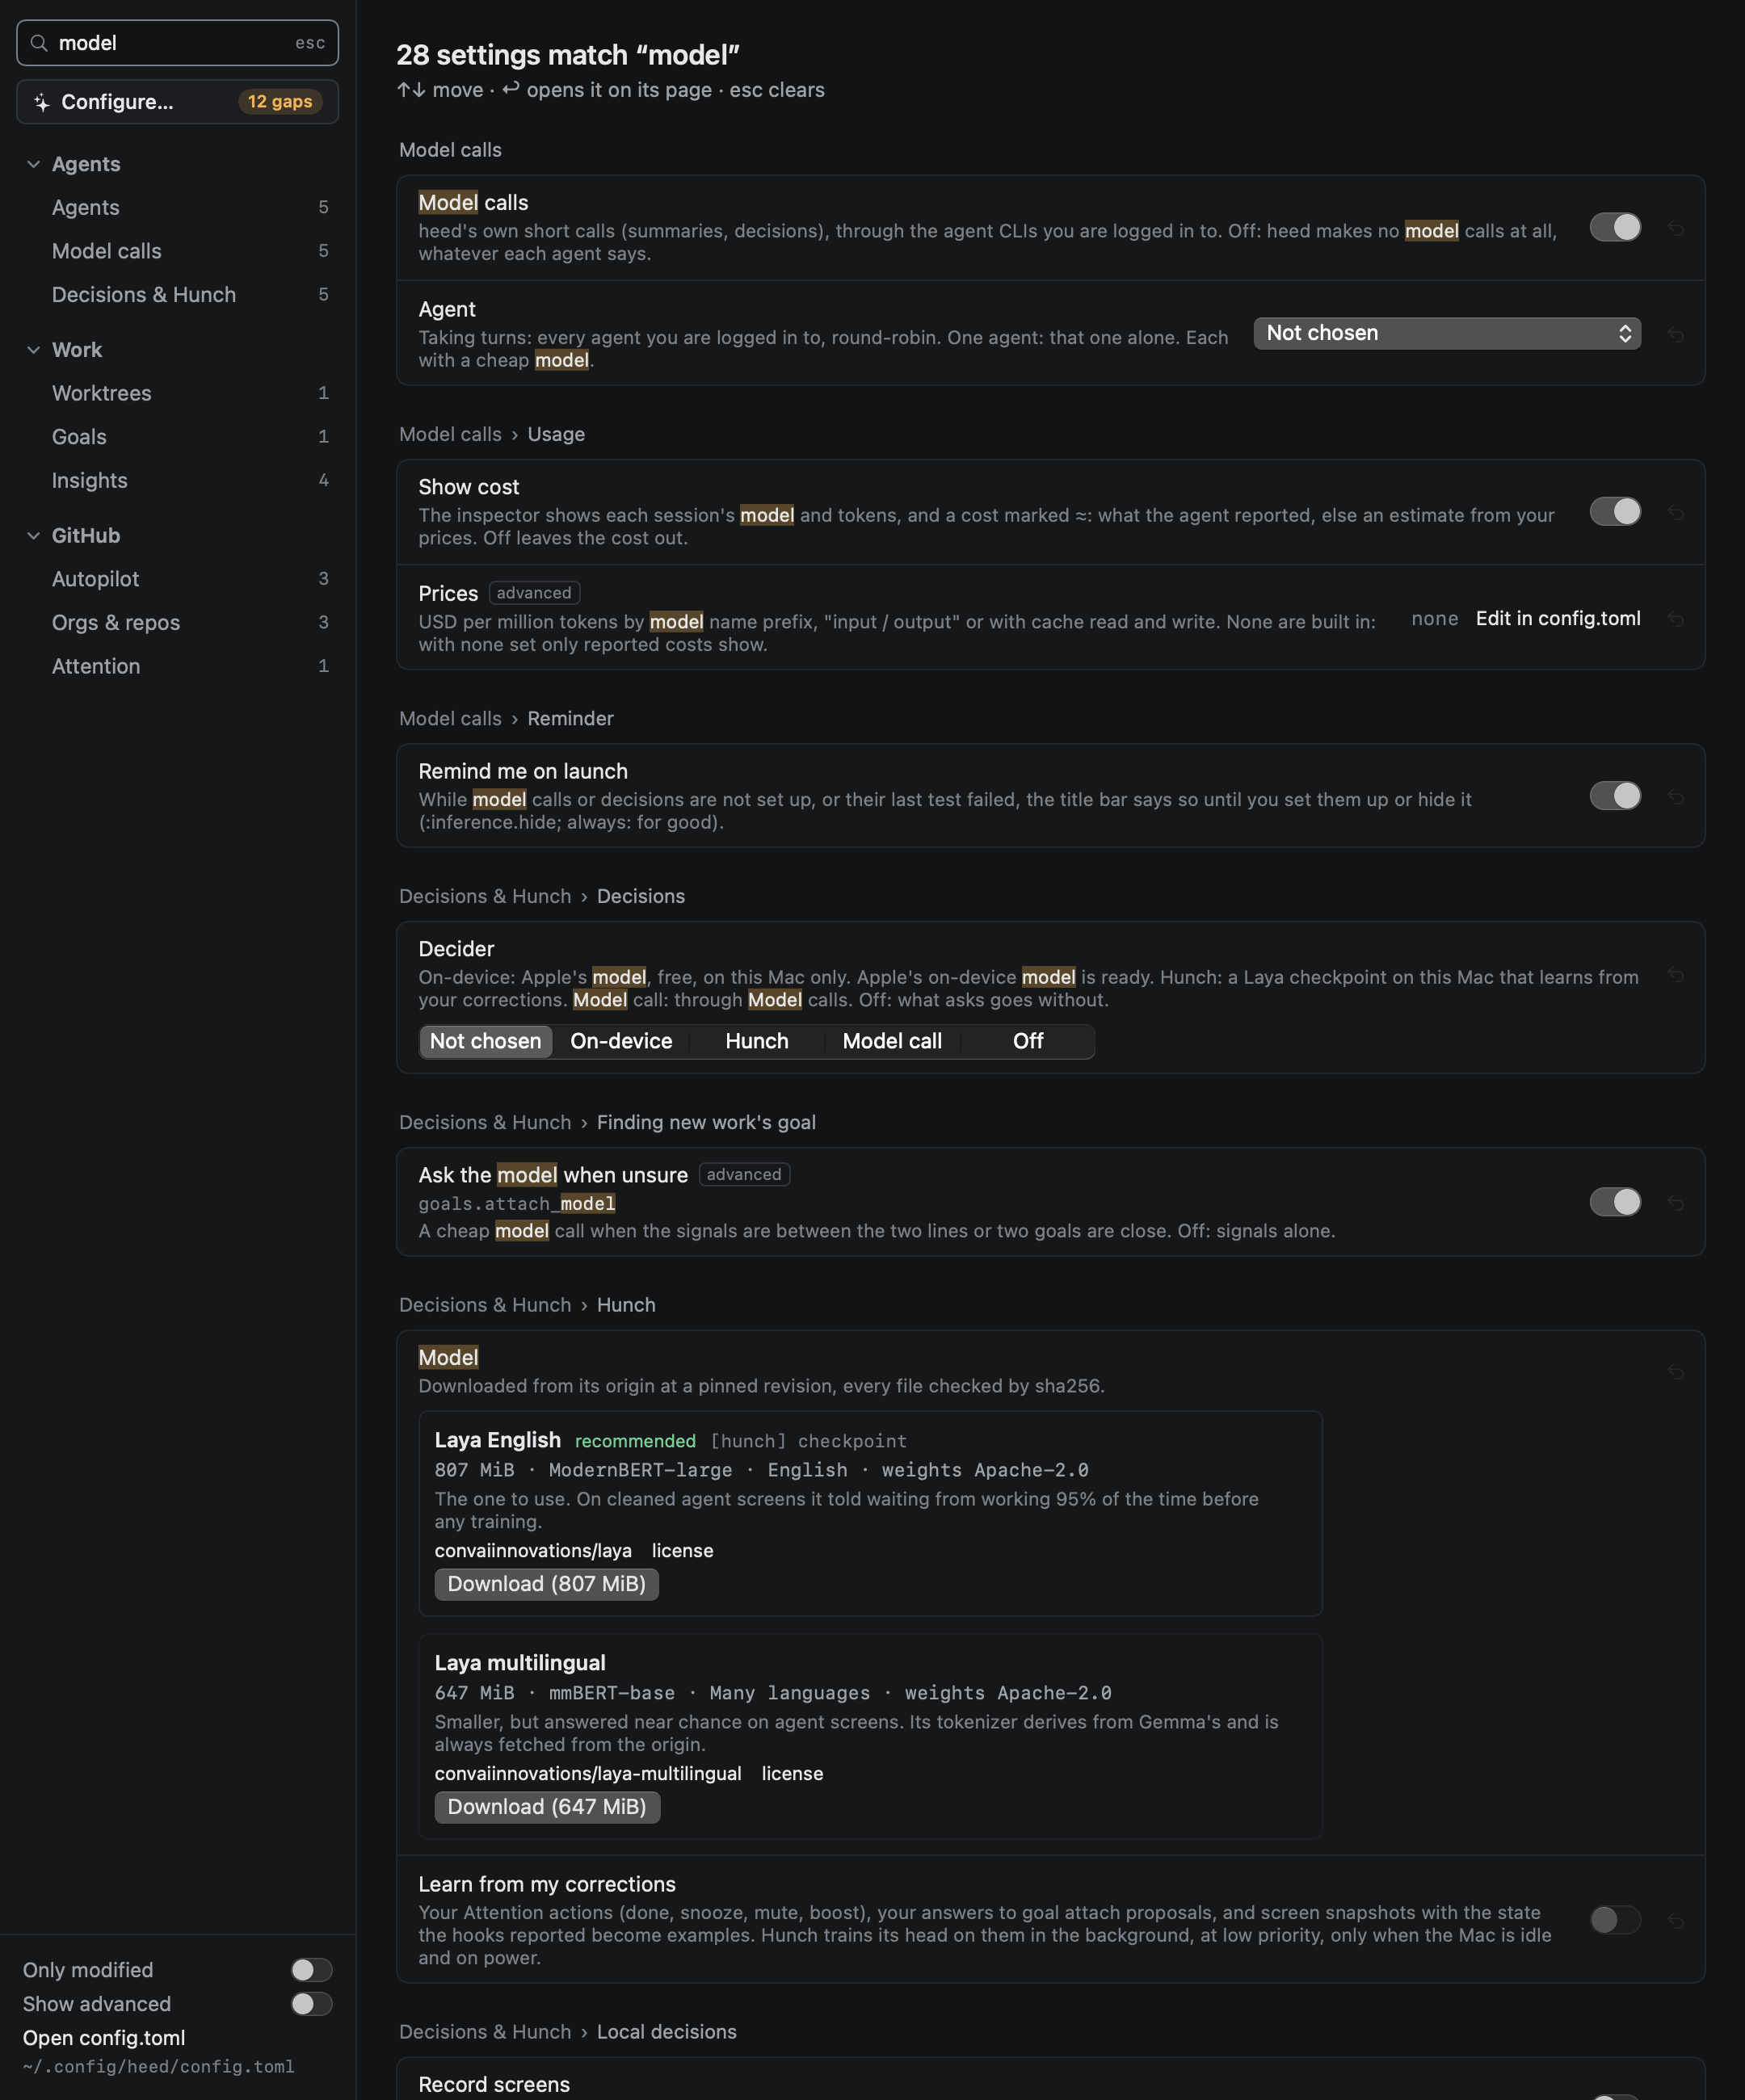 model esc
Configure... 12 gaps
Agents
Agents 5
Model calls 5
Decisions & Hunch 5
Work
Worktrees 1
Goals 1
Insights 4
GitHub
Autopilot 3
Orgs & repos 3
Attention 1
Only modified
Show advanced
Open config.toml
~/.config/heed/config.toml
28 settings match “model”
↑↓ move · ↩ opens it on its page · esc clears
Model calls
Model calls
heed's own short calls (summaries, decisions), through the agent CLIs you are logged in to. Off: heed makes no model calls at all,
whatever each agent says.
Agent
Taking turns: every agent you are logged in to, round-robin. One agent: that one alone. Each
with a cheap model.
Not chosen
Model calls › Usage
Show cost
The inspector shows each session's model and tokens, and a cost marked ≈: what the agent reported, else an estimate from your
prices. Off leaves the cost out.
Prices advanced
USD per million tokens by model name prefix, "input / output" or with cache read and write. None are built in:
with none set only reported costs show.
none Edit in config.toml
Model calls › Reminder
Remind me on launch
While model calls or decisions are not set up, or their last test failed, the title bar says so until you set them up or hide it
(:inference.hide; always: for good).
Decisions & Hunch › Decisions
Decider
On-device: Apple's model, free, on this Mac only. Apple's on-device model is ready. Hunch: a Laya checkpoint on this Mac that learns from
your corrections. Model call: through Model calls. Off: what asks goes without.
Not chosen On-device Hunch Model call Off
Decisions & Hunch › Finding new work's goal
Ask the model when unsure advanced
goals.attach_model
A cheap model call when the signals are between the two lines or two goals are close. Off: signals alone.
Decisions & Hunch › Hunch
Model
Downloaded from its origin at a pinned revision, every file checked by sha256.
Laya English recommended [hunch] checkpoint
807 MiB · ModernBERT-large · English · weights Apache-2.0
The one to use. On cleaned agent screens it told waiting from working 95% of the time before
any training.
convaiinnovations/laya license
Download (807 MiB)
Laya multilingual
647 MiB · mmBERT-base · Many languages · weights Apache-2.0
Smaller, but answered near chance on agent screens. Its tokenizer derives from Gemma's and is
always fetched from the origin.
convaiinnovations/laya-multilingual license
Download (647 MiB)
Learn from my corrections
Your Attention actions (done, snooze, mute, boost), your answers to goal attach proposals, and screen snapshots with the state
the hooks reported become examples. Hunch trains its head on them in the background, at low priority, only when the Mac is idle
and on power.
Decisions & Hunch › Local decisions
Record screens